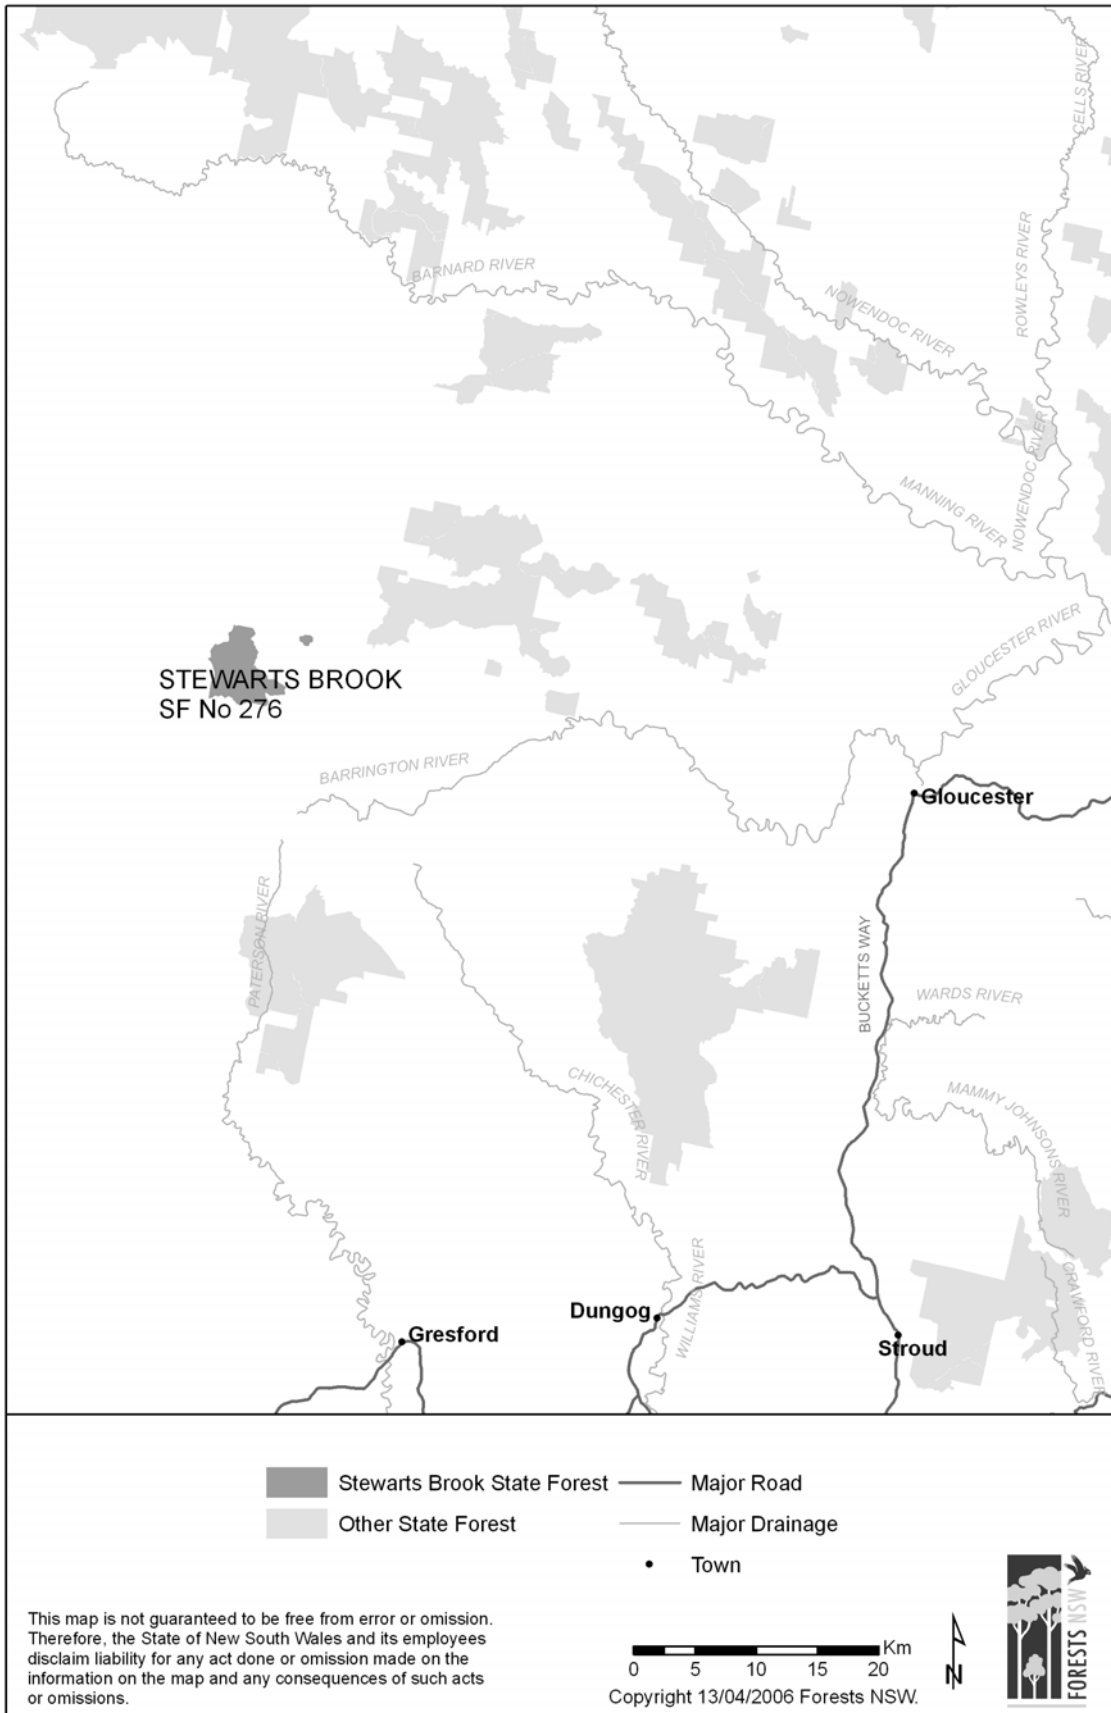 CELLS RIVER
ROWLEYS RIVER
BARNARD RIVER
NOWENDOC RIVER
NOWENDOC RIVER
MANNING RIVER
GLOUCESTER RIVER
STEWARTS BROOK
SF No 276
BARRINGTON RIVER
Gloucester
PATERSON RIVER
BUCKETTS WAY
WARDS RIVER
CHICHESTER RIVER
MAMMY JOHNSONS RIVER
WILLIAMS RIVER
CRAWFORD RIVER
Dungog
Gresford
Stroud
Stewarts Brook State Forest
Major Road
Other State Forest
Major Drainage
Town
This map is not guaranteed to be free from error or omission.
Therefore, the State of New South Wales and its employees
disclaim liability for any act done or omission made on the
information on the map and any consequences of such acts
or omissions.
Km
0 5 10 15 20
Copyright 13/04/2006 Forests NSW.
N
FORESTS NSW